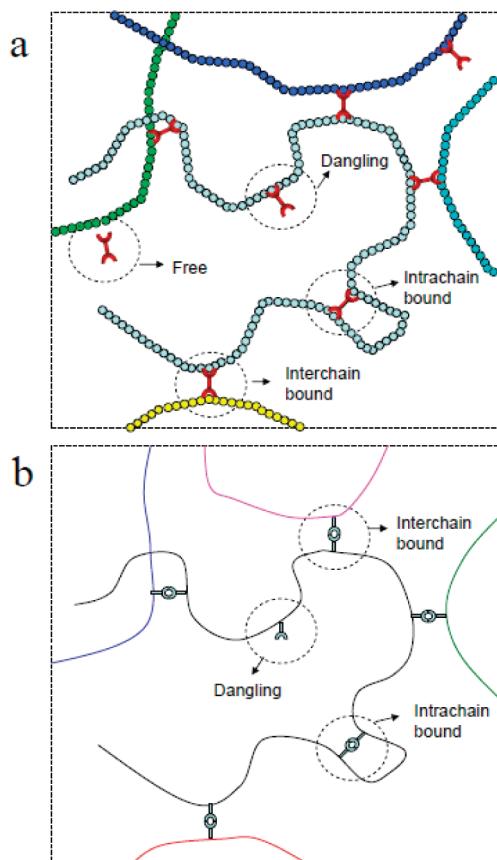 a
Dangling
Free
Intrachain
bound
Interchain
bound
b
Interchain
bound
Dangling
Intrachain
bound